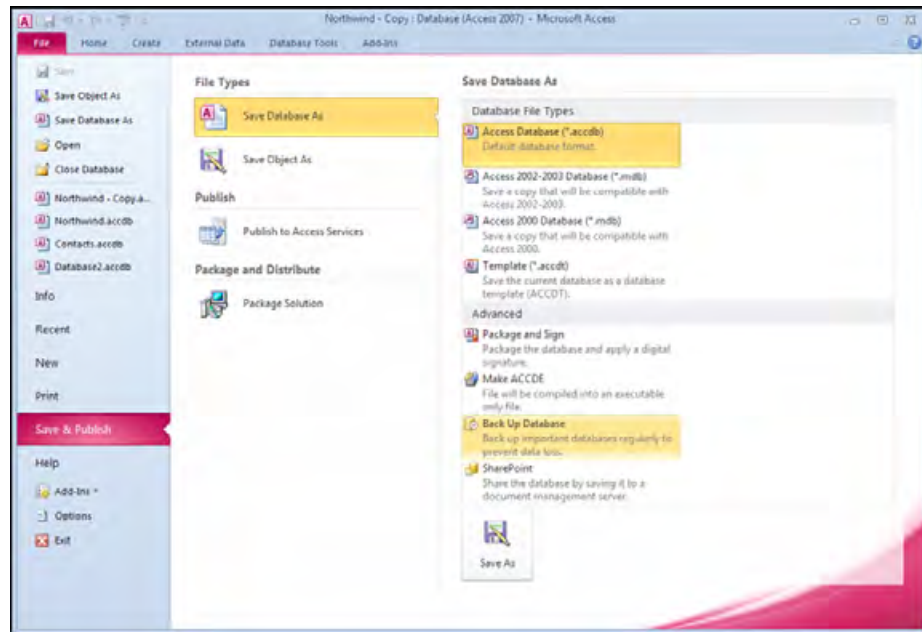 Northwind - Copy : Database (Access 2007) - Microsoft Access
File Home Create External Data Database Tools Add-Ins
Save
Save Object As
Save Database As
Open
Close Database
Northwind - Copy.a...
Northwind.accdb
Contacts.accdb
Database2.accdb
Info
Recent
New
Print
Save & Publish
Help
Add-Ins
Options
Exit
File Types
Save Database As
Save Object As
Publish
Publish to Access Services
Package and Distribute
Package Solution
Save Database As
Database File Types
Access Database (*.accdb)
Default database format.
Access 2002-2003 Database (*.mdb)
Save a copy that will be compatible with
Access 2002-2003.
Access 2000 Database (*.mdb)
Save a copy that will be compatible with
Access 2000.
Template (*.accdt)
Save the current database as a database
template (ACCDT).
Advanced
Package and Sign
Package the database and apply a digital
signature.
Make ACCDE
File will be compiled into an executable
only file.
Back Up Database
Back up important databases regularly to
prevent data loss.
SharePoint
Share the database by saving it to a
document management server.
Save As